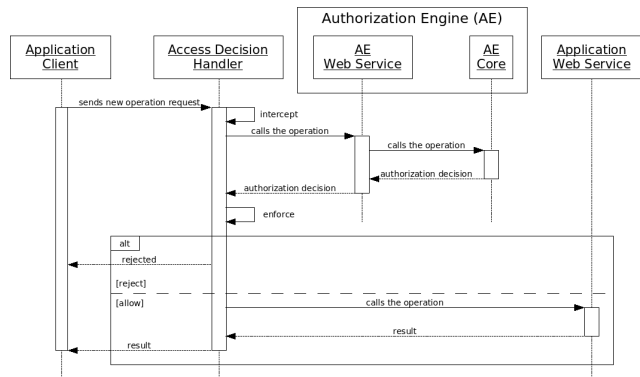 Authorization Engine (AE)
Application
Client
Access Decision
Handler
AE
Web Service
AE
Core
Application
Web Service
sends new operation request
intercept
calls the operation
calls the operation
authorization decision
authorization decision
enforce
alt
rejected
[reject]
[allow]
calls the operation
result
result